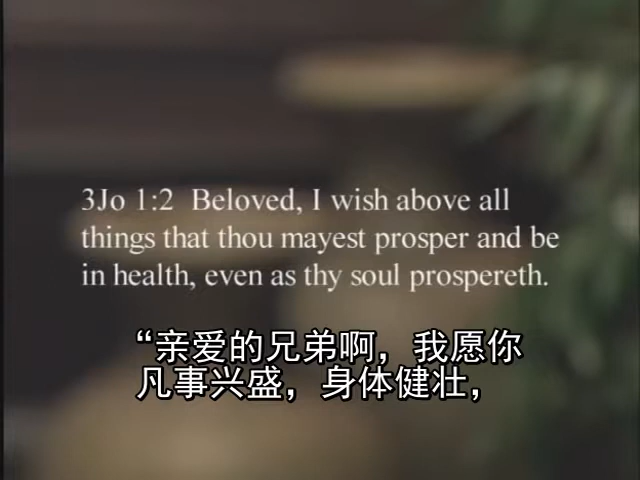 3Jo 1:2  Beloved, I wish above all
things that thou mayest prosper and be
in health, even as thy soul prospereth.
“亲爱的兄弟啊，我愿你
凡事兴盛，身体健壮，